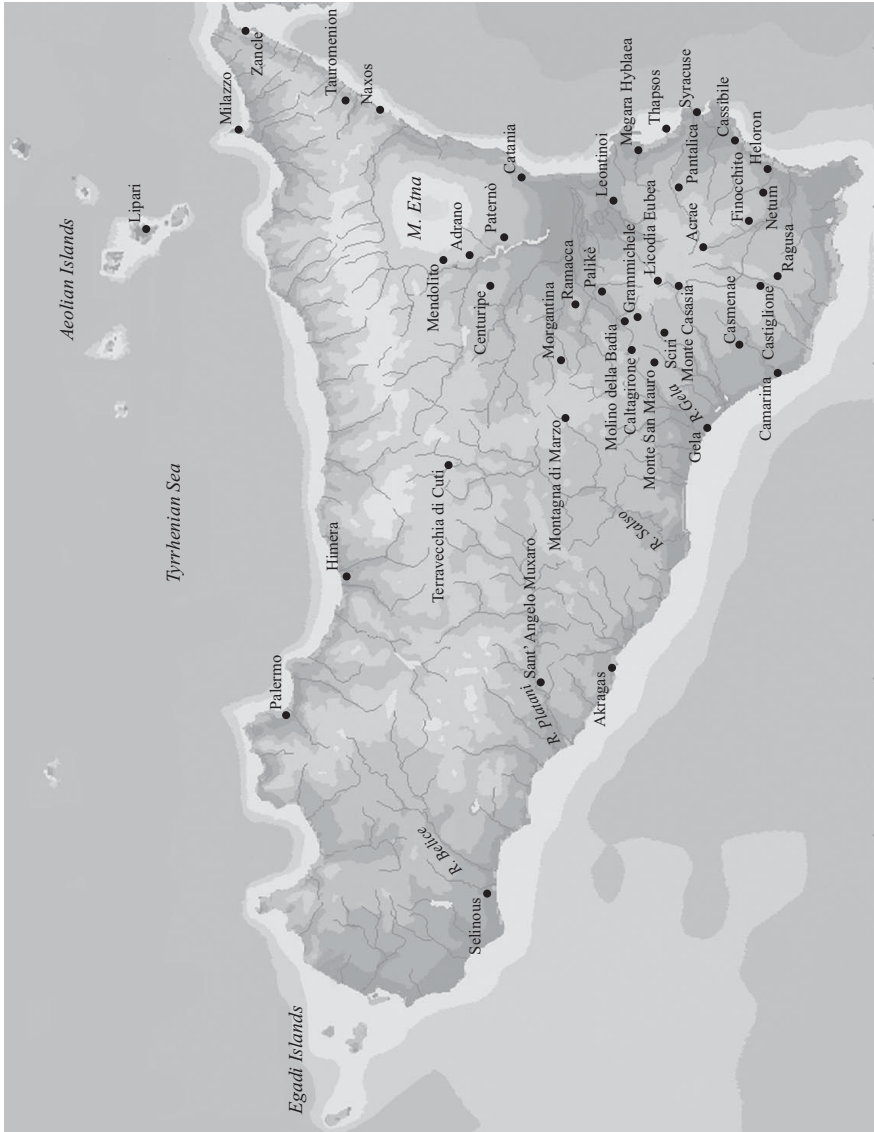 Aeolian Islands
Lipari
Tyrrhenian Sea
Egadi Islands
Milazzo
Zancle
Tauromenion
Naxos
Palermo
Himera
M. Etna
Mendolito
Adrano
Paternò
Centuripe
Catania
Terravecchia di Cuti
R. Belice
Selinous
R. Platani
Sant' Angelo Muxaro
Akragas
Montagna di Marzo
R. Salso
Morgantina
Ramacca
Palikè
Leontinoi
Megara Hyblaea
Thapsos
Syracuse
Molino della Badia
Grammichele
Caltagirone
Licodia Eubea
Monte San Mauro
Sciri
Monte Casasia
Pantalica
Acrae
Cassibile
Finocchito
Heloron
Netum
R.Gela
Gela
Casmenae
Castiglione
Ragusa
Camarina